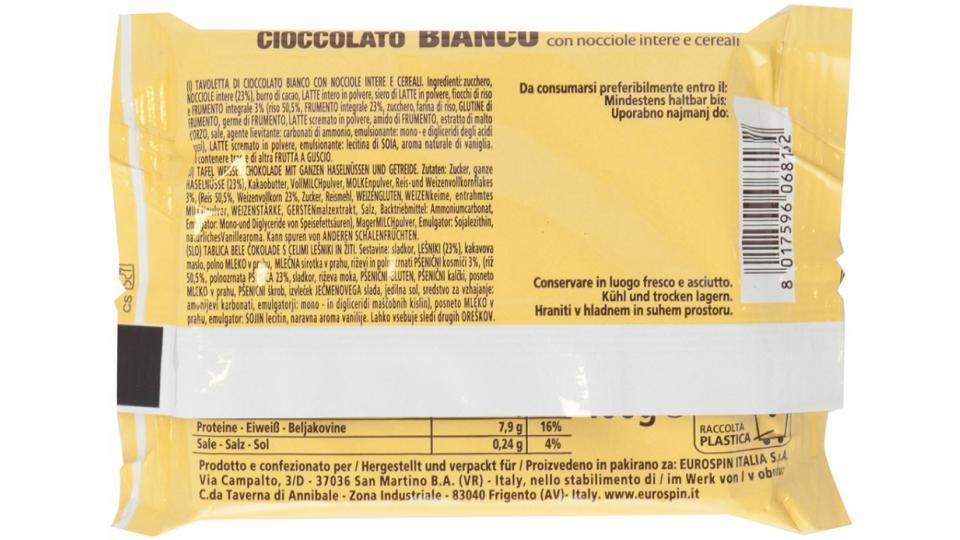 CIOCCOLATO BIANCO con nocciole intere e cereali
(I) TAVOLETTA DI CIOCCOLATO BIANCO CON NOCCIOLE INTERE E CEREALI. Ingredienti: zucchero,
NOCCIOLE intere (23%), burro di cacao, LATTE intero in polvere, siero di LATTE in polvere, fiocchi di riso
e FRUMENTO integrale 3% (riso 50,5%, FRUMENTO integrale 23%, zucchero, farina di riso, GLUTINE di
FRUMENTO, germe di FRUMENTO, LATTE scremato in polvere, amido di FRUMENTO, estratto di malto
ORZO, sale, agente lievitante: carbonati di ammonio, emulsionante: mono - e digliceridi degli acidi
LATTE scremato in polvere, emulsionante: lecitina di SOIA, aroma naturale di vaniglia.
contenere di altra FRUTTA A GUSCIO.
TAFEL WEISSE SCHOKOLADE MIT GANZEN HASELNÜSSEN UND GETREIDE. Zutaten: Zucker, ganze
HASELNÜSSE (23%), Kakaobutter, VollMILCHpulver, MOLKEnpulver, Reis-und Weizenvollkornflakes
3%, (Reis 50,5%, Weizenvollkorn 23%, Zucker, Reismehl, WEIZENGLUTEN, WEIZENkeime, entrahmtes
WEIZENSTÄRKE, GERSTENmalzextrakt, Salz, Backtriebmittel: Ammoniumcarbonat,
Mono-und Diglyceride von Speisefettsäuren), MagerMILCHpulver, Emulgator: Sojalezithin,
natürlichesVanillearoma. Kann spuren von ANDEREN SCHALENFRÜCHTEN.
(SLO) TABLICA BELE ČOKOLADE S CELIMI LEŠNIKI IN ŽITI. Sestavine: sladkor, LEŠNIKI (23%), kakavova
maslo, polno MLEKO v prahu, MLEČNA sirotka v prahu, riževi in PŠENIČNI kosmiči 3%, (riž
50,5%, polnozrnata 23%, sladkor, riževa moka, PŠENIČNI GLUTEN, PŠENIČNI kalčki, posneto
MLEKO v prahu, PŠENIČNI škrob, izvleček JEČMENOVEGA slada, jedilna sol, sredstvo za vzhajanje:
amonijevi karbonati, emulgatorji: mono - in digliceridi maščobnih kislin), posneto MLEKO v
prahu, emulgator: SOJIN lecitin, naravna aroma vanilije. Lahko vsebuje sledi drugih OREŠKOV.
Da consumarsi preferibilmente entro il:
Mindestens haltbar bis:
Uporabno najmanj do:
Conservare in luogo fresco e asciutto.
Kühl und trocken lagern.
Hraniti v hladnem in suhem prostoru.
8 017596 068132
CS
Proteine - Eiweiß - Beljakovine 7,9 g 16%
Sale - Salz - Sol 0,24 g 4%
RACCOLTA
PLASTICA
Prodotto e confezionato per / Hergestellt und verpackt für / Proizvedeno in pakirano za: EUROSPIN ITALIA S.p.A.
Via Campalto, 3/D - 37036 San Martino B.A. (VR) - Italy, nello stabilimento di / im Werk von / v
C.da Taverna di Annibale - Zona Industriale - 83040 Frigento (AV)- Italy. www.eurospin.it